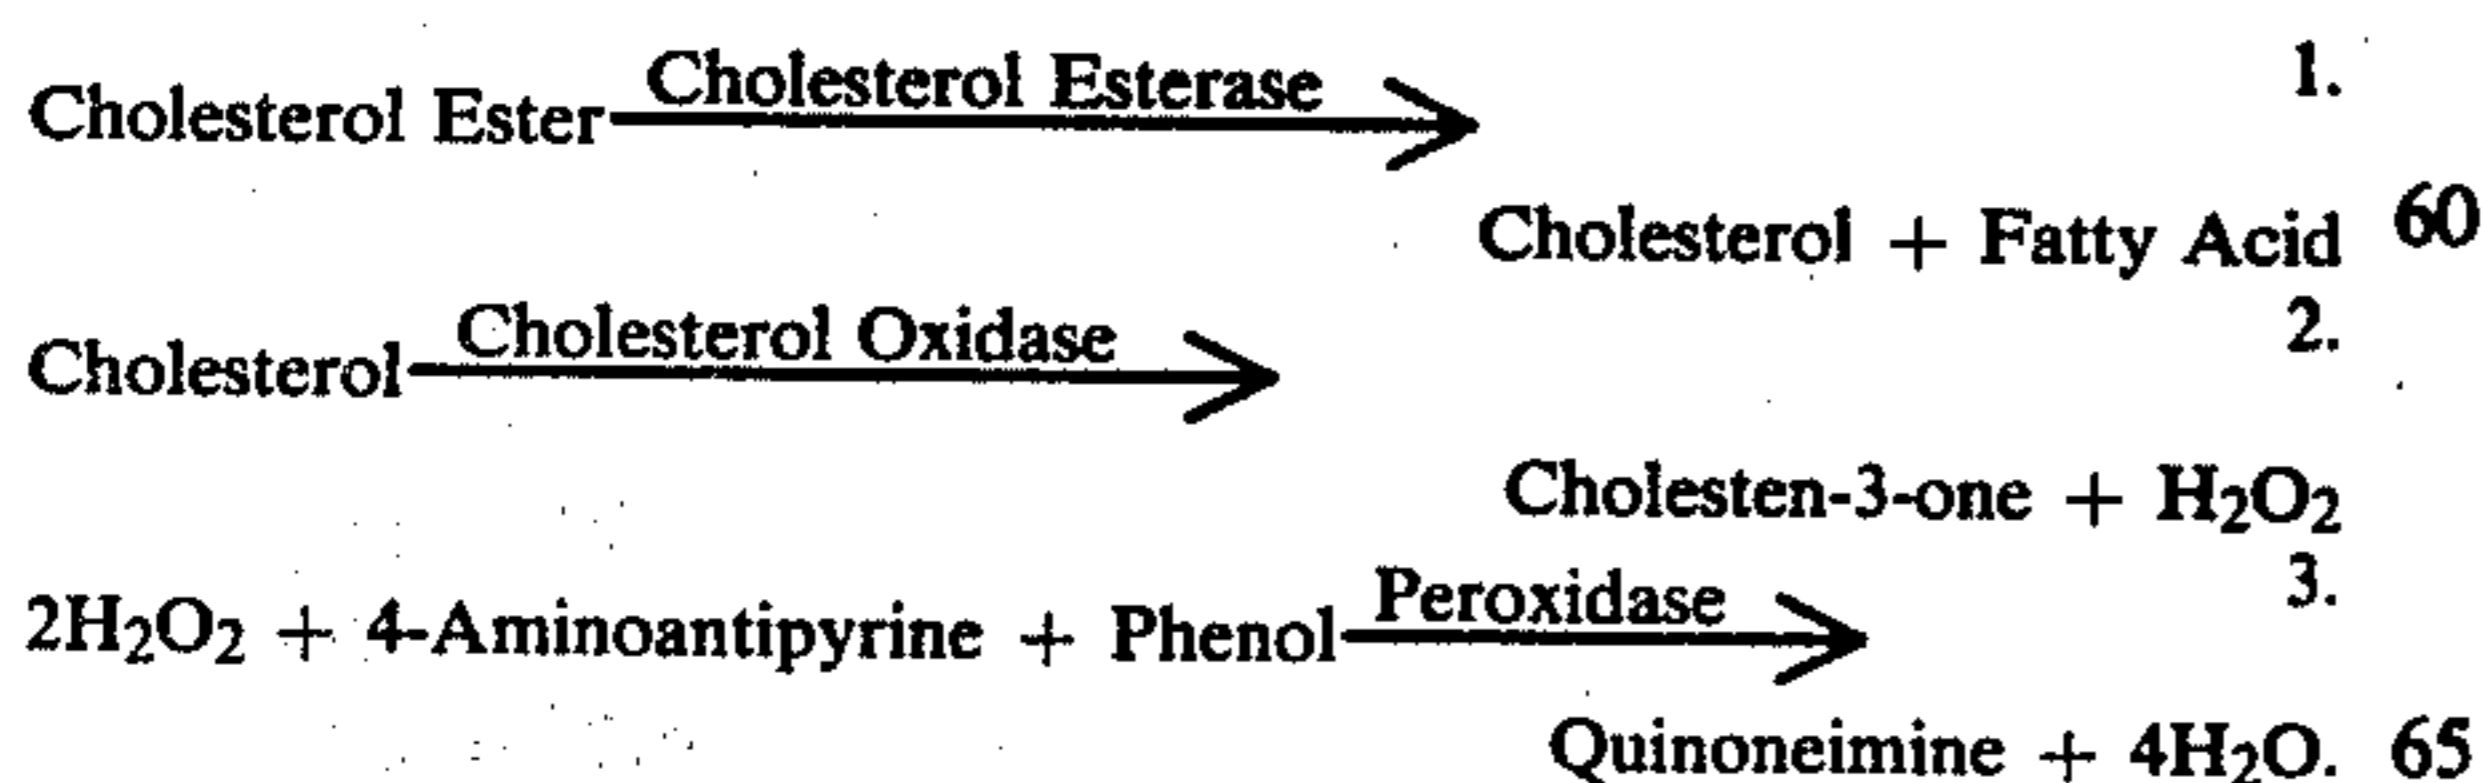 1.
Cholesterol Ester Cholesterol Esterase
Cholesterol + Fatty Acid 60
2.
Cholesterol Cholesterol Oxidase
Cholesten-3-one + H₂O₂
3.
2H₂O₂ + 4-Aminoantipyrine + Phenol Peroxidase
Quinoneimine + 4H₂O. 65